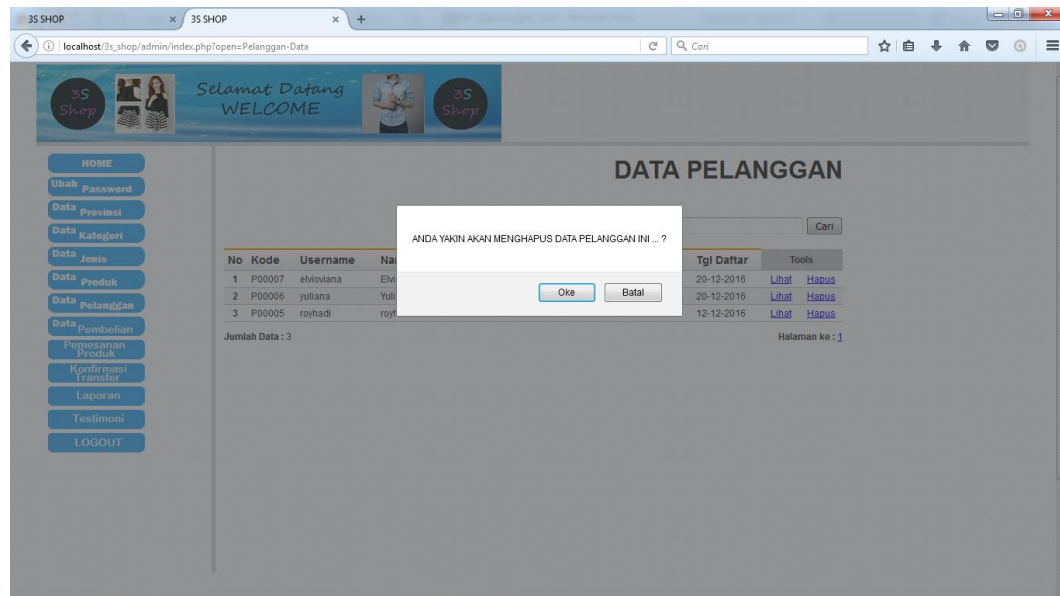 3S SHOP
3S SHOP
localhost/3s_shop/admin/index.php?open=Pelanggan-Data
Cari
3S Shop
Selamat Datang
WELCOME
3S Shop
HOME
Ubah Password
Data Provinsi
Data Kategori
Data Jenis
Data Produk
Data Pelanggan
Data Pembelian
Pemesanan Produk
Konfirmasi Transfer
Laporan
Testimoni
LOGOUT
DATA PELANGGAN
Cari
ANDA YAKIN AKAN MENGHAPUS DATA PELANGGAN INI ... ?
Oke Batal
No Kode Username Tgl Daftar Tools
1 P00007 elvioviana 20-12-2016 Lihat Hapus
2 P00006 yuliana 20-12-2016 Lihat Hapus
3 P00005 royhadi 12-12-2016 Lihat Hapus
Jumlah Data : 3 Halaman ke : 1